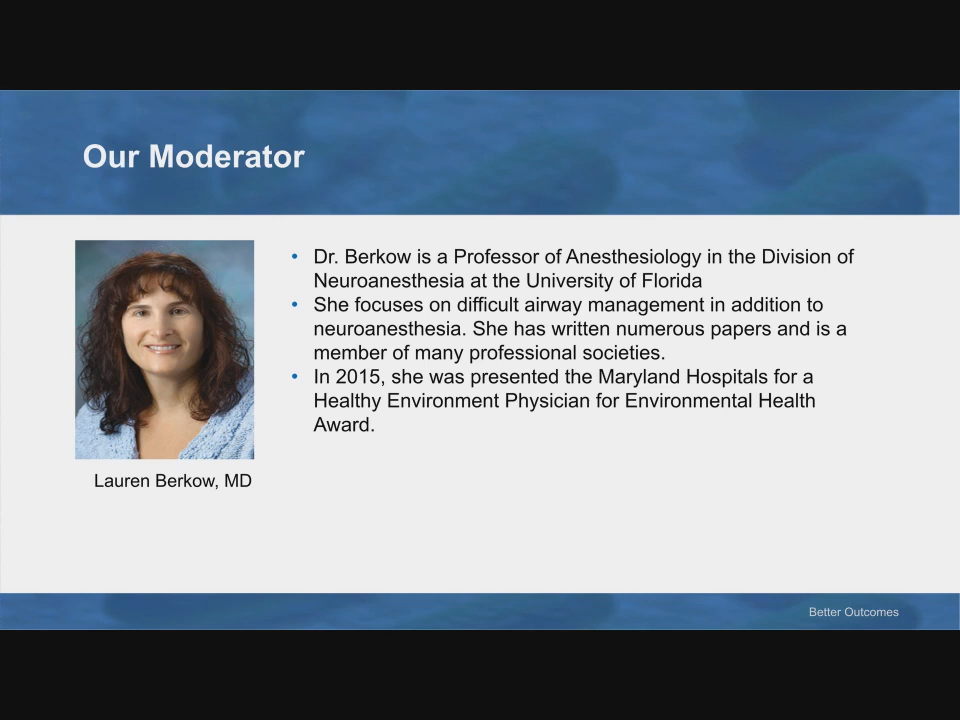 Our Moderator
• Dr. Berkow is a Professor of Anesthesiology in the Division of
Neuroanesthesia at the University of Florida
• She focuses on difficult airway management in addition to
neuroanesthesia. She has written numerous papers and is a
member of many professional societies.
• In 2015, she was presented the Maryland Hospitals for a
Healthy Environment Physician for Environmental Health
Award.
Lauren Berkow, MD
Better Outcomes